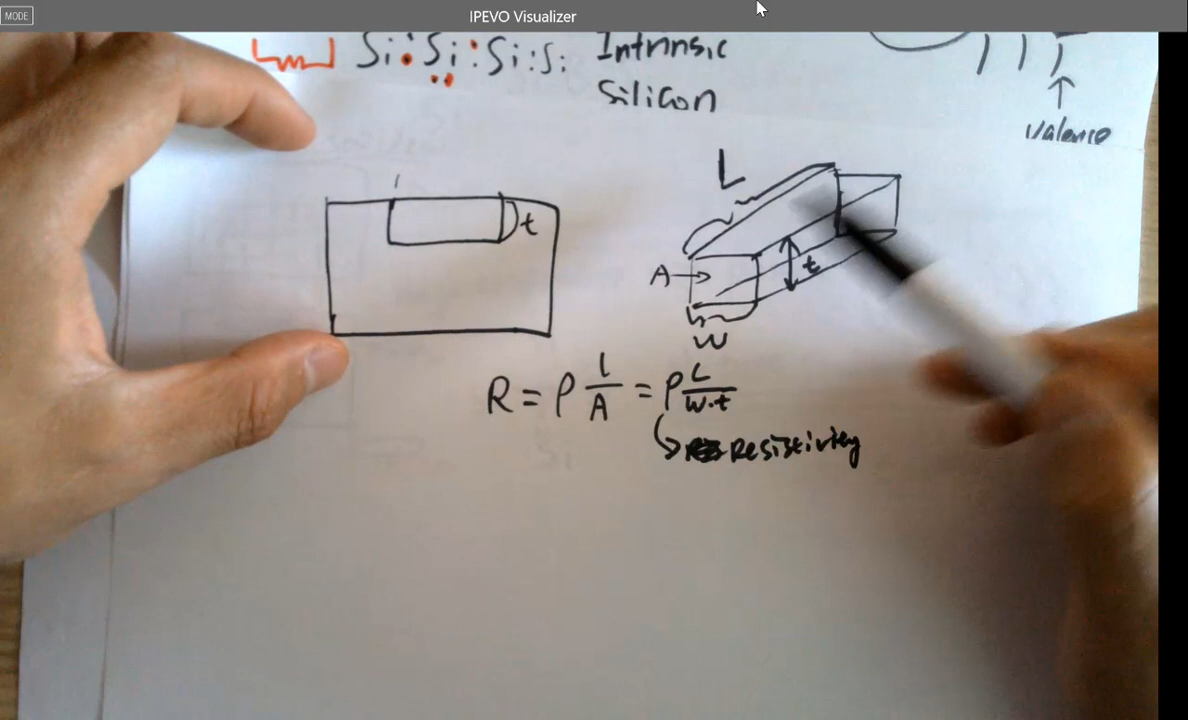 MODE
IPEVO Visualizer
Si Si Si Si Intrinsic
Silicon
Valence
L
t
A
t
W
R = ρ l/A = ρ L/W·t
Resistivity